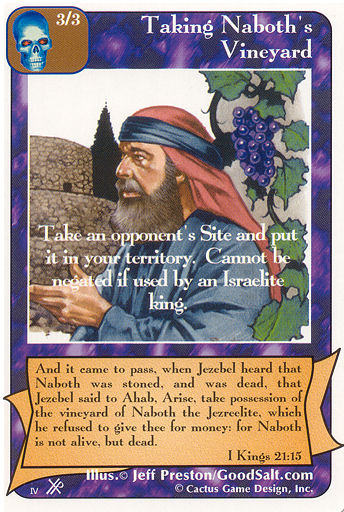 3/3
Taking Naboth's
Vineyard
Take an opponent's Site and put
it in your territory. Cannot be
negated if used by an Israelite
king.
And it came to pass, when Jezebel heard that
Naboth was stoned, and was dead, that
Jezebel said to Ahab, Arise, take possession of
the vineyard of Naboth the Jezreelite, which
he refused to give thee for money: for Naboth
is not alive, but dead.
I Kings 21:15
Illus.© Jeff Preston/GoodSalt.com
IV
© Cactus Game Design, Inc.